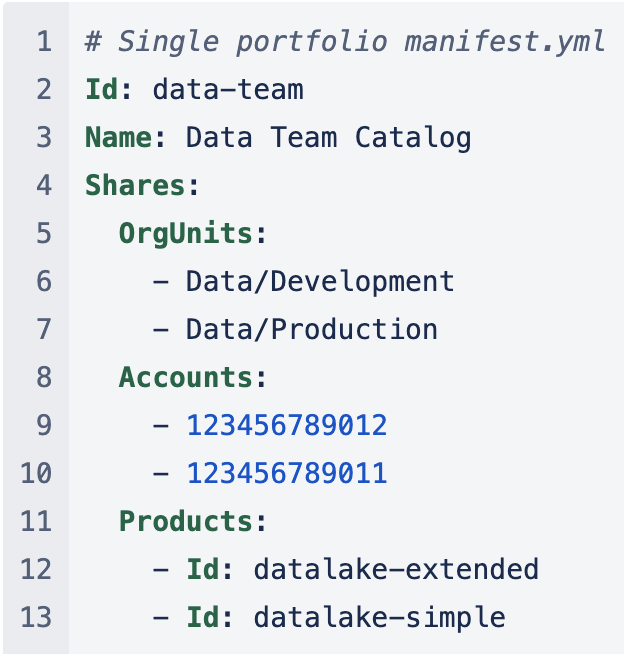 1 # Single portfolio manifest.yml
2 Id: data-team
3 Name: Data Team Catalog
4 Shares:
5   OrgUnits:
6     - Data/Development
7     - Data/Production
8   Accounts:
9     - 123456789012
10     - 123456789011
11   Products:
12     - Id: datalake-extended
13     - Id: datalake-simple